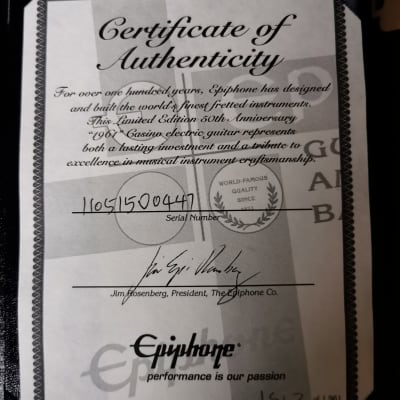 Certificate of
Authenticity
For over one hundred years, Epiphone has designed
and built the world's finest fretted instruments.
This Limited Edition 50th Anniversary
"1961" Casino electric guitar represents
both a lasting investment and a tribute to
excellence in musical instrument craftsmanship.
WORLD-FAMOUS
QUALITY
SINCE
11051500447
Serial Number
Jim Rosenberg, President, The Epiphone Co.
Epiphone
performance is our passion